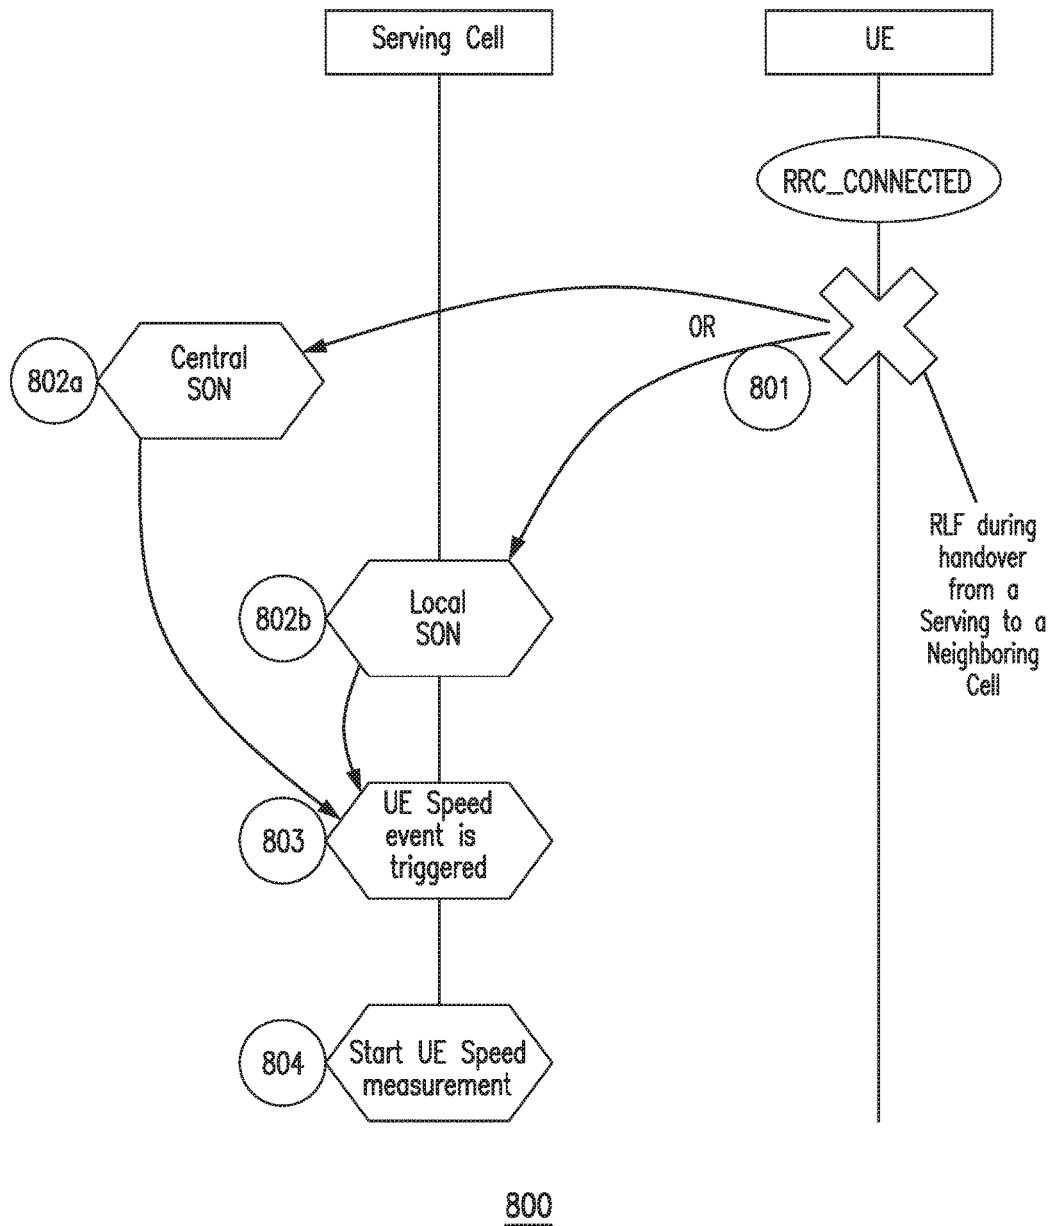 Serving Cell
UE
RRC_CONNECTED
OR
801
802a
Central
SON
RLF during
handover
from a
Serving to a
Neighboring
Cell
802b
Local
SON
803
UE Speed
event is
triggered
804
Start UE Speed
measurement
800